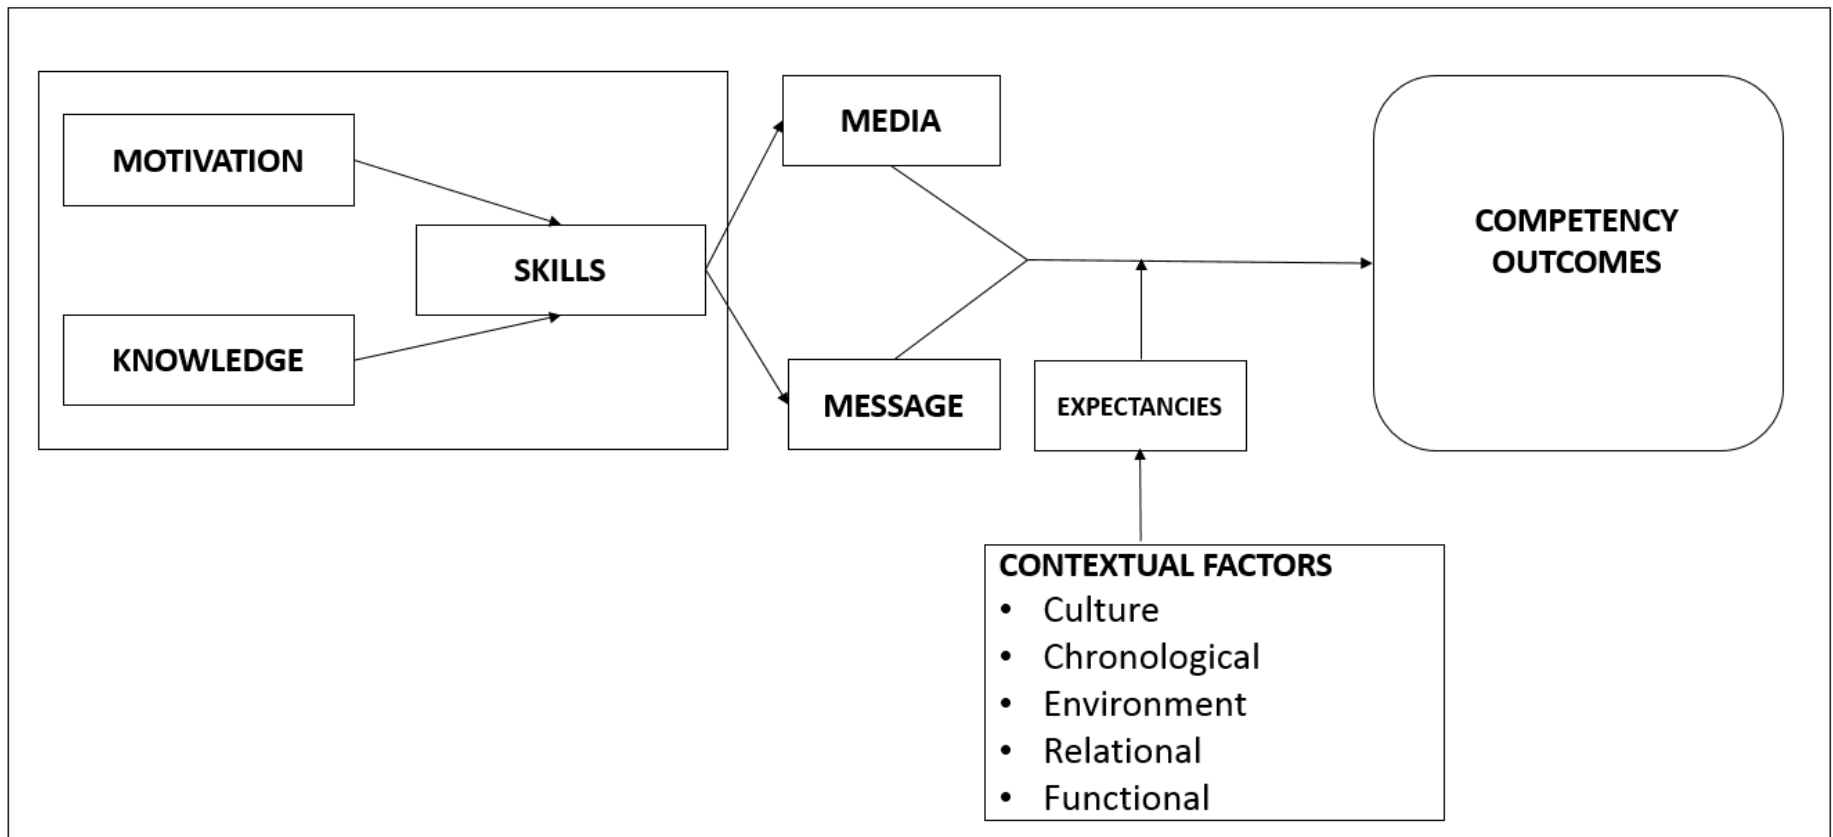 MOTIVATION
KNOWLEDGE
SKILLS
MEDIA
MESSAGE
EXPECTANCIES
COMPETENCY
OUTCOMES
CONTEXTUAL FACTORS
• Culture
• Chronological
• Environment
• Relational
• Functional